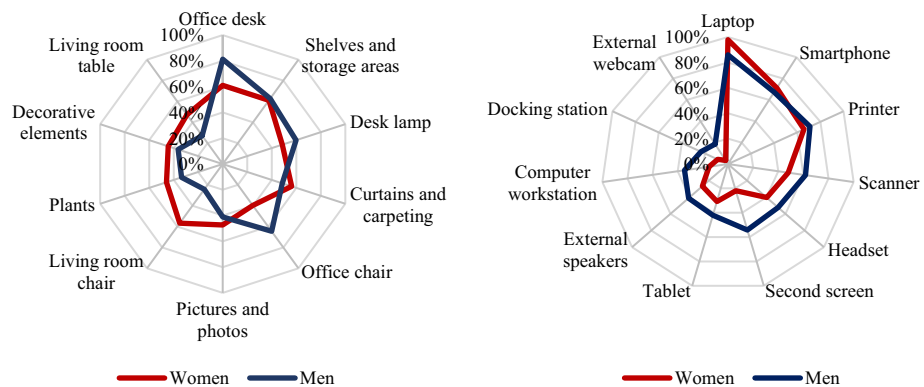 Office desk
100%
80%
60%
40%
20%
0%
Shelves and
storage areas
Desk lamp
Curtains and
carpeting
Office chair
Pictures and
photos
Living room
chair
Plants
Decorative
elements
Living room
table
Women
Men
Laptop
100%
80%
60%
40%
20%
0%
Smartphone
Printer
Scanner
Headset
Second screen
Tablet
External
speakers
Computer
workstation
Docking station
External
webcam
Women
Men